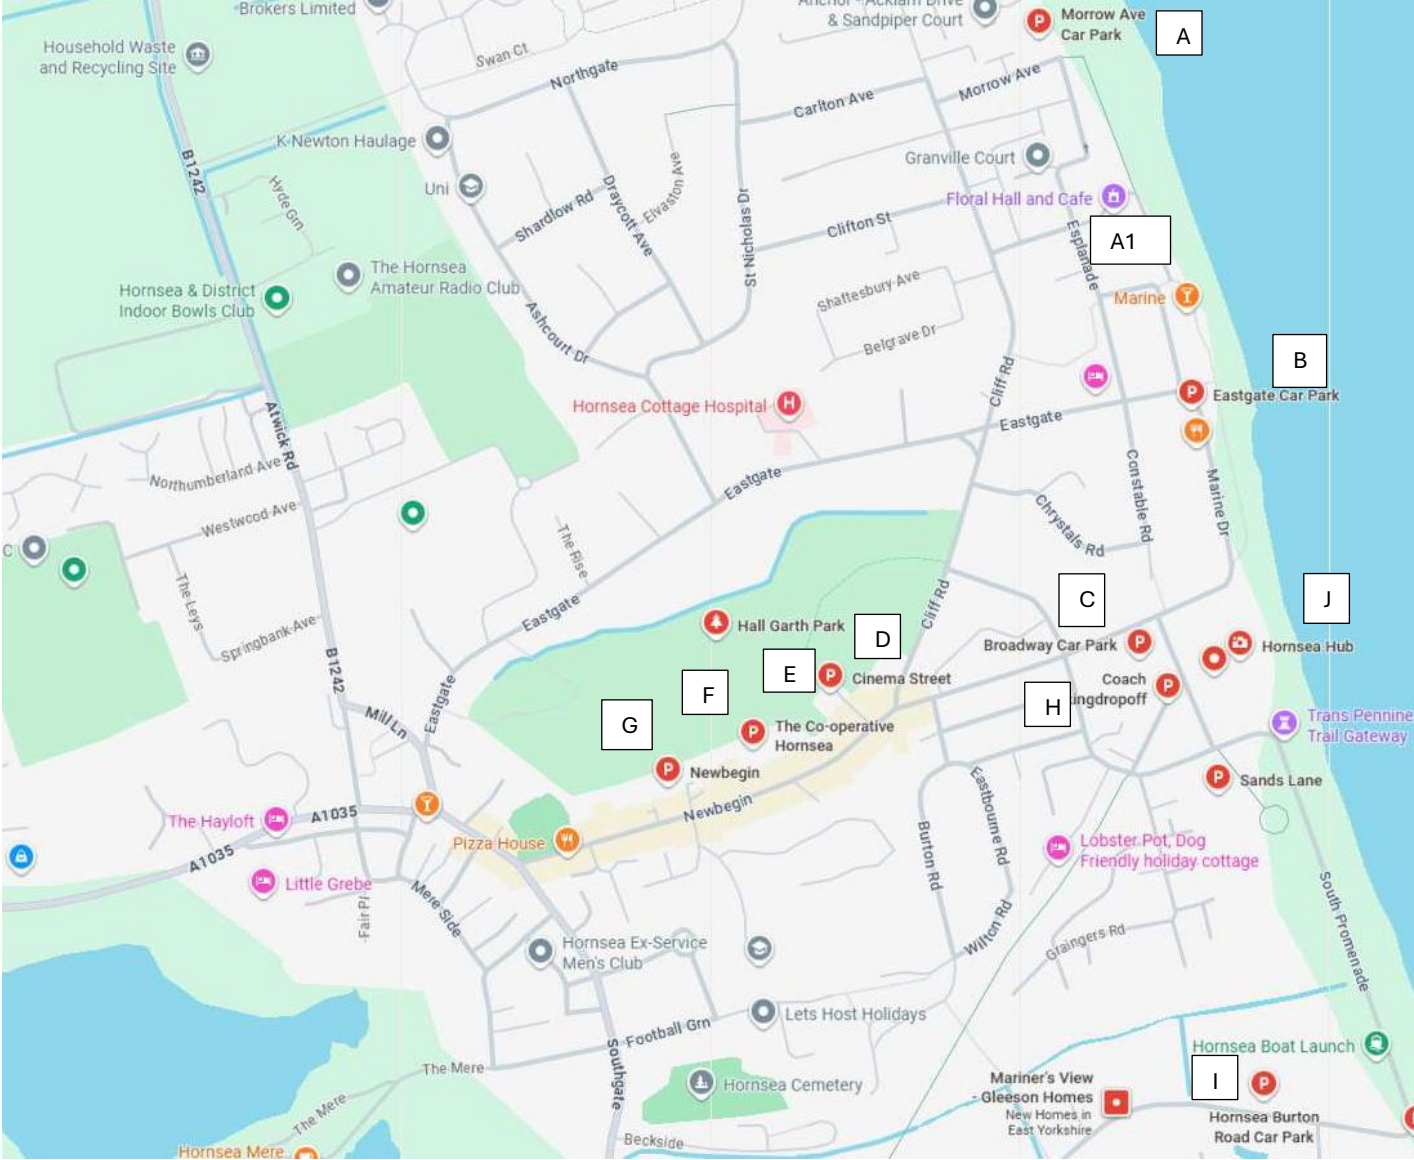 Brokers Limited
& Sandpiper Court
Morrow Ave
Car Park
A
Household Waste
and Recycling Site
Swan Ct
Northgate
Morrow Ave
Carlton Ave
K Newton Haulage
B1242
Granville Court
Uni
Hyde Grn
Elvaston Ave
Draycott Ave
Shardlow Rd
St Nicholas Dr
Clifton St
Floral Hall and Cafe
Esplanade
A1
The Hornsea
Amateur Radio Club
Hornsea & District
Indoor Bowls Club
Shaftesbury Ave
Marine
Ashcourt Dr
Belgrave Dr
B
Cliff Rd
Eastgate Car Park
Hornsea Cottage Hospital
H
Eastgate
Atwick Rd
Northumberland Ave
Eastgate
Constable Rd
Marine Dr
Westwood Ave
Chrystals Rd
C
The Rise
The Leys
Eastgate
Cliff Rd
C
J
Springbank Ave
Hall Garth Park
D
Broadway Car Park
Hornsea Hub
B1242
E
Cinema Street
Coach
kingdropoff
F
H
Eastgate
Mill Ln
G
The Co-operative
Hornsea
Trans Pennine
Trail Gateway
Newbegin
Sands Lane
The Hayloft
A1035
Newbegin
Eastbourne Rd
Pizza House
Burton Rd
Lobster Pot, Dog
Friendly holiday cottage
A1035
Little Grebe
Mere Side
Fair Pl
South Promenade
Wilton Rd
Graingers Rd
Hornsea Ex-Service
Men's Club
Lets Host Holidays
Football Grn
Hornsea Boat Launch
Southgate
The Mere
Hornsea Cemetery
Mariner's View
- Gleeson Homes
New Homes in
East Yorkshire
I
Hornsea Burton
Road Car Park
The Mere
Beckside
Hornsea Mere